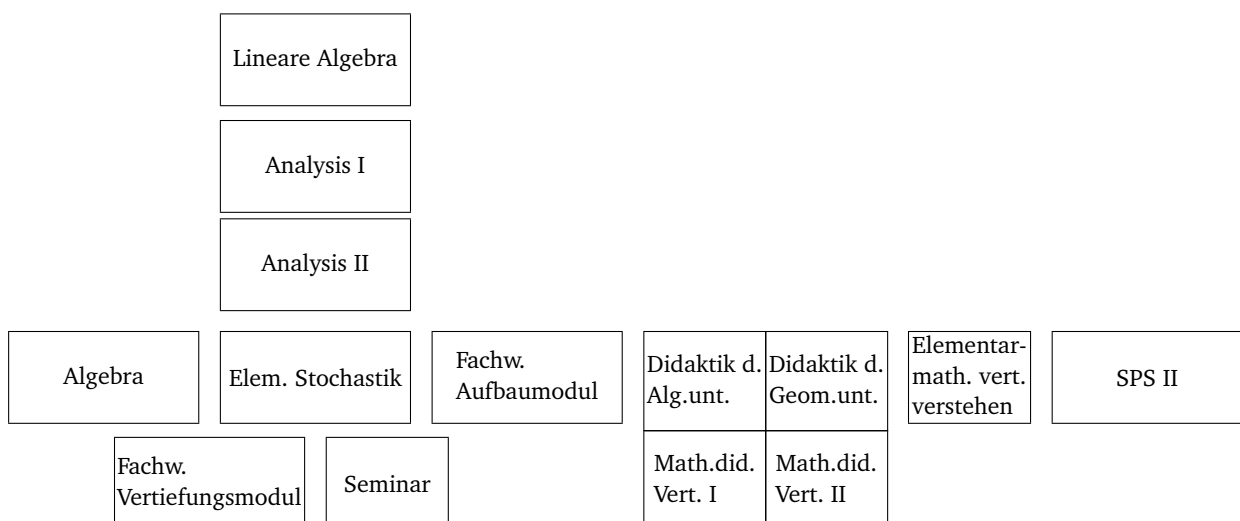 Lineare Algebra
Analysis I
Analysis II
Algebra
Elem. Stochastik
Fachw.
Aufbaumodul
Didaktik d.
Alg.unt.
Didaktik d.
Geom.unt.
Elementar-
math. vert.
verstehen
SPS II
Fachw.
Vertiefungsmodul
Seminar
Math.did.
Vert. I
Math.did.
Vert. II